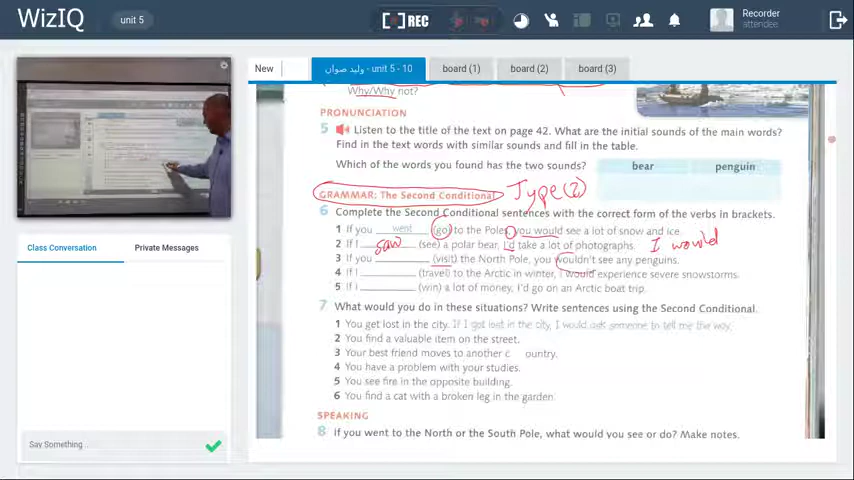 WizIQ
unit 5
[●] REC
Recorder
attendee
New
وليد صوان - unit 5 - 10
board (1)
board (2)
board (3)
Why/Why not?
PRONUNCIATION
5 Listen to the title of the text on page 42. What are the initial sounds of the main words?
Find in the text words with similar sounds and fill in the table.
Which of the words you found has the two sounds?
bear penguin
GRAMMAR: The Second Conditional Type (2)
6 Complete the Second Conditional sentences with the correct form of the verbs in brackets.
1 If you went (go) to the Poles, you would see a lot of snow and ice.
2 If I saw (see) a polar bear, I'd take a lot of photographs. I would
3 If you ________ (visit) the North Pole, you wouldn't see any penguins.
4 If I ________ (travel) to the Arctic in winter, I would experience severe snowstorms.
5 If I ________ (win) a lot of money, I'd go on an Arctic boat trip.
7 What would you do in these situations? Write sentences using the Second Conditional.
1 You get lost in the city. If I got lost in the city, I would ask someone to tell me the way.
2 You find a valuable item on the street.
3 Your best friend moves to another c ountry.
4 You have a problem with your studies.
5 You see fire in the opposite building.
6 You find a cat with a broken leg in the garden.
SPEAKING
8 If you went to the North or the South Pole, what would you see or do? Make notes.
Class Conversation
Private Messages
Say Something...